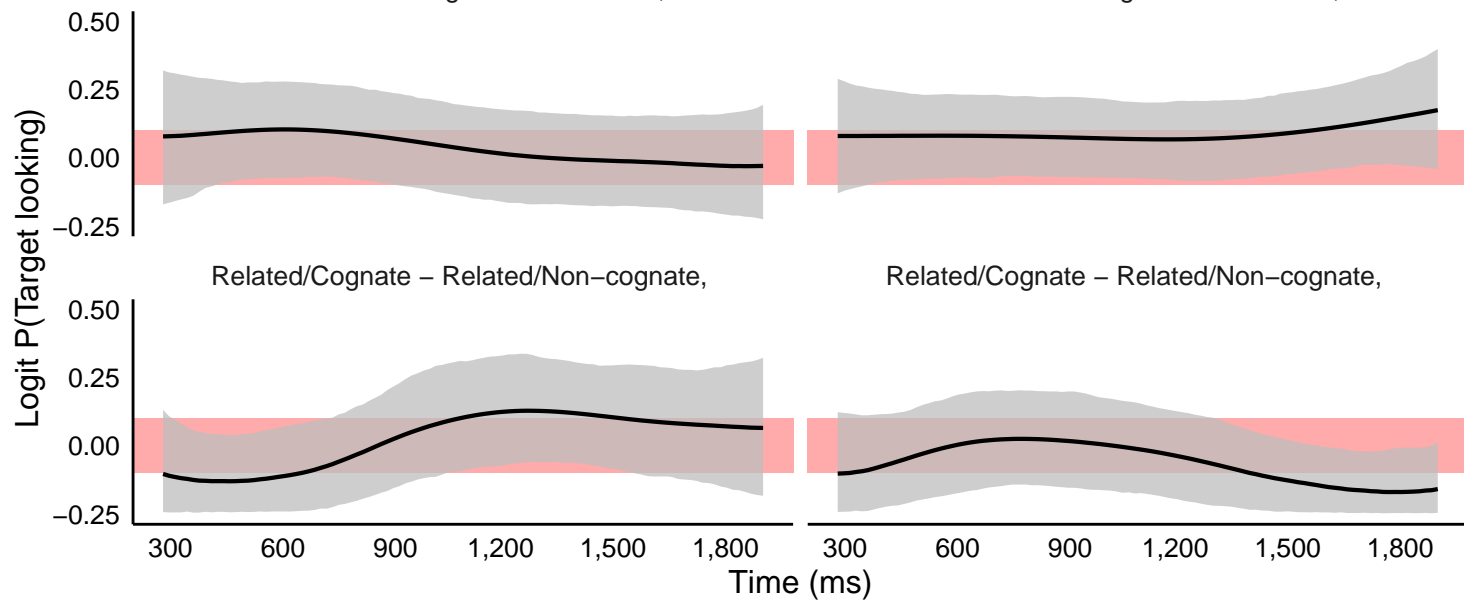 0.50
0.25
0.00
−0.25
Related/Cognate − Related/Non−cognate,
Related/Cognate − Related/Non−cognate,
0.50
0.25
0.00
−0.25
Logit P(Target looking)
300 600 900 1,200 1,500 1,800
300 600 900 1,200 1,500 1,800
Time (ms)